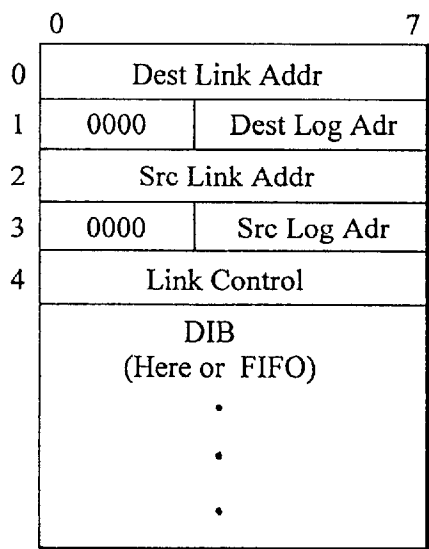 0 7
0 Dest Link Addr
1 0000 Dest Log Adr
2 Src Link Addr
3 0000 Src Log Adr
4 Link Control
DIB
(Here or FIFO)